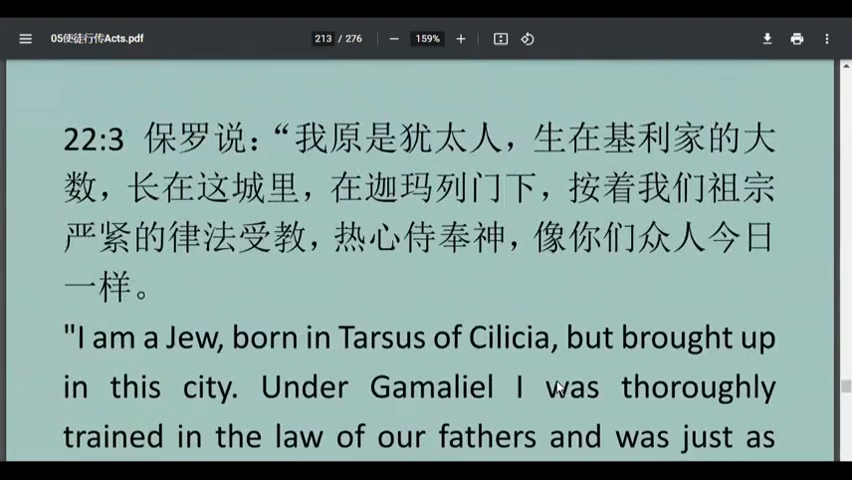 05使徒行传Acts.pdf 213 / 276 − 159% +
22:3 保罗说：“我原是犹太人，生在基利家的大
数，长在这城里，在迦玛列门下，按着我们祖宗
严紧的律法受教，热心侍奉神，像你们众人今日
一样。
"I am a Jew, born in Tarsus of Cilicia, but brought up
in this city. Under Gamaliel I was thoroughly
trained in the law of our fathers and was just as